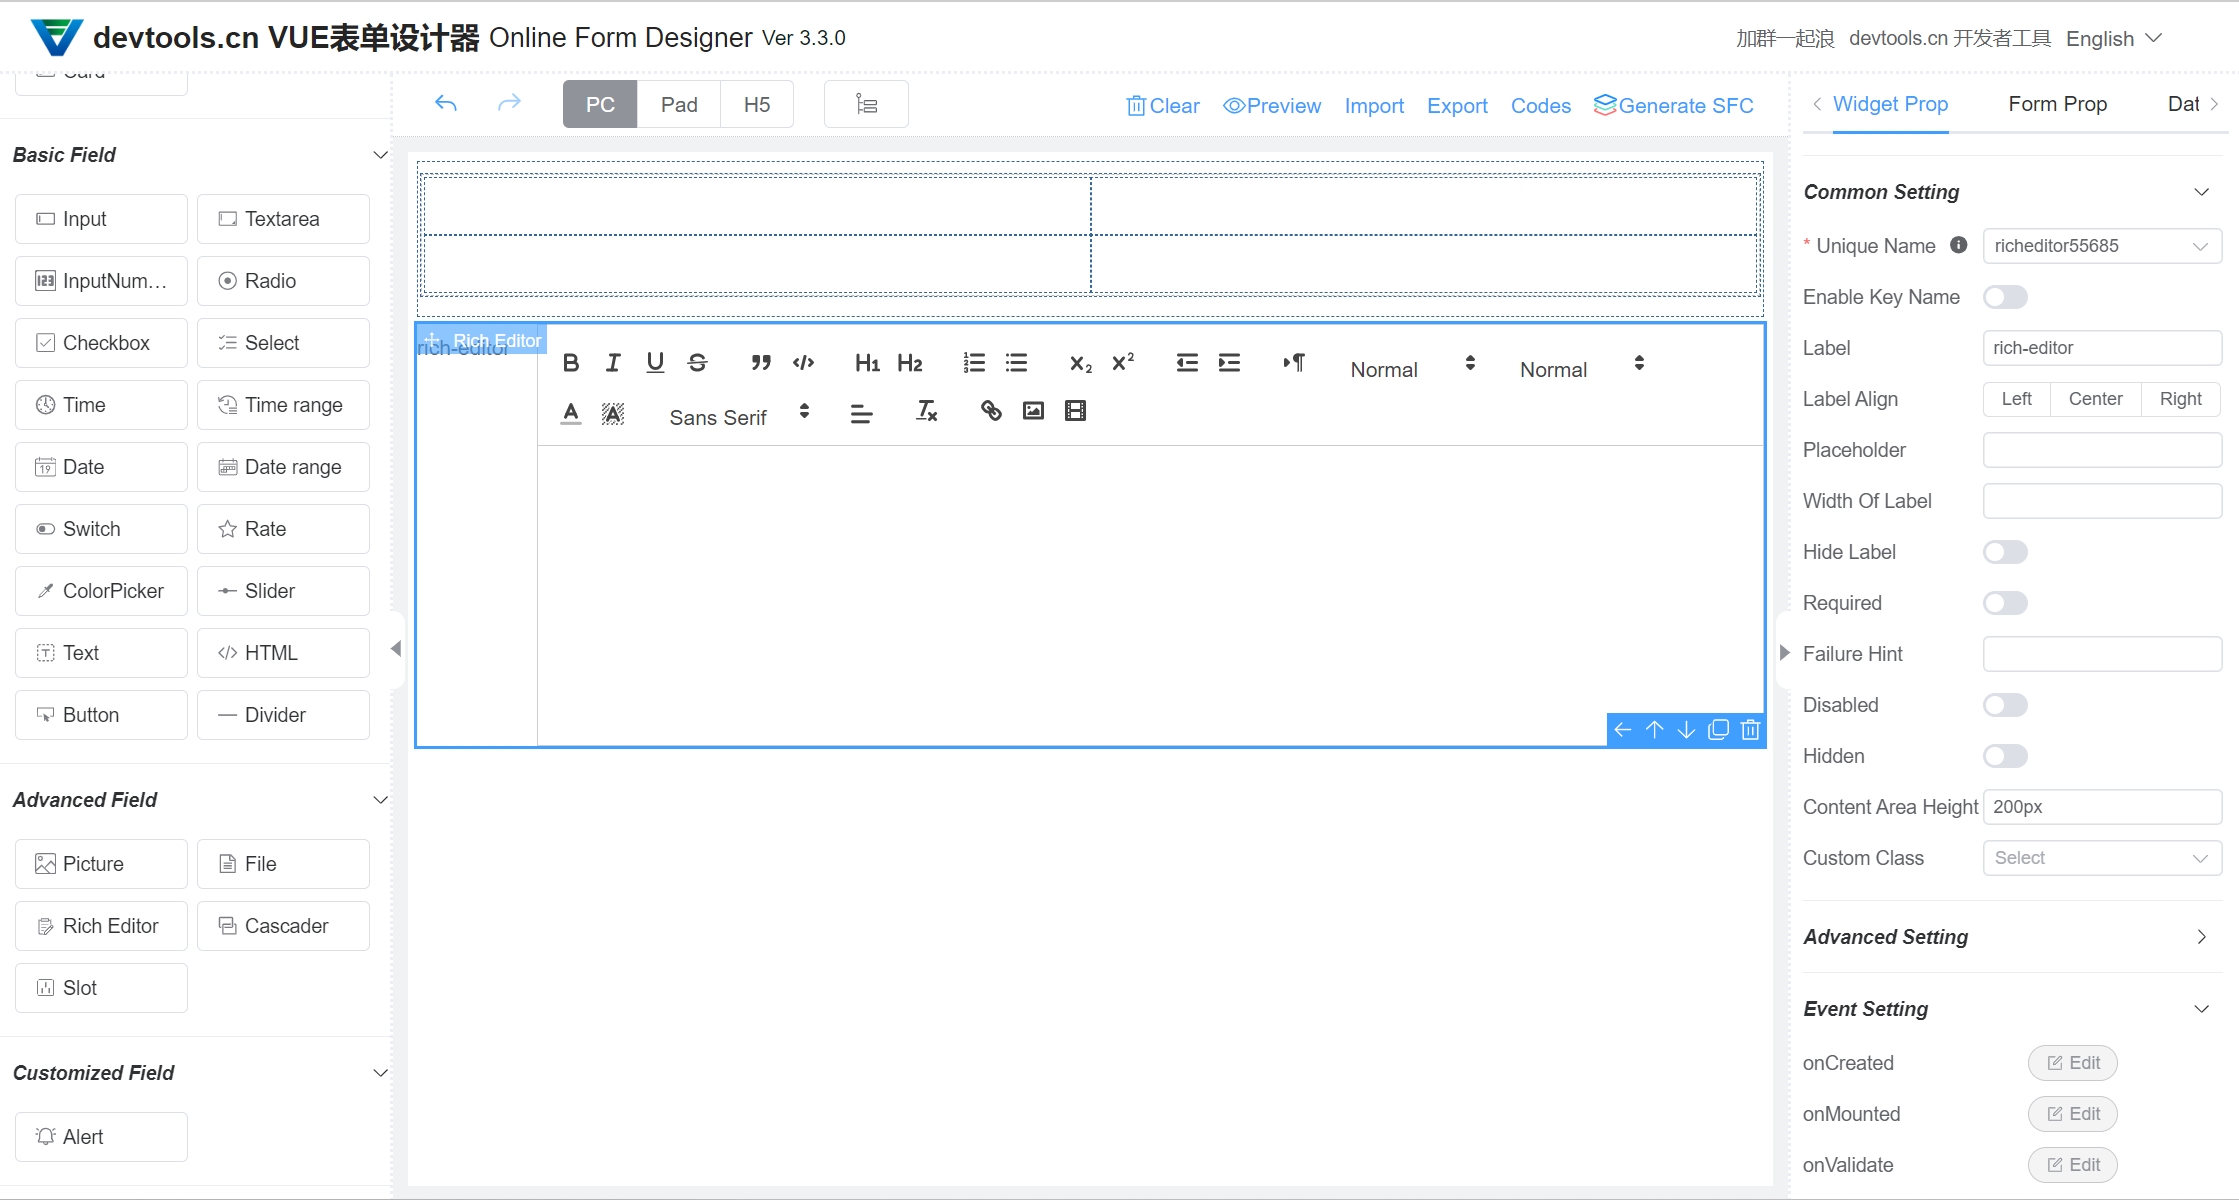 devtools.cn VUE表单设计器 Online Form Designer Ver 3.3.0
加群一起浪 devtools.cn 开发者工具 English
Card
Basic Field
Input
Textarea
InputNum...
Radio
Checkbox
Select
Time
Time range
Date
Date range
Switch
Rate
ColorPicker
Slider
Text
HTML
Button
Divider
Advanced Field
Picture
File
Rich Editor
Cascader
Slot
Customized Field
Alert
PC
Pad
H5
Clear
Preview
Import
Export
Codes
Generate SFC
Rich Editor
rich-editor
Normal
Normal
Sans Serif
Widget Prop
Form Prop
Dat
Common Setting
* Unique Name
richeditor55685
Enable Key Name
Label
rich-editor
Label Align
Left
Center
Right
Placeholder
Width Of Label
Hide Label
Required
Failure Hint
Disabled
Hidden
Content Area Height
200px
Custom Class
Select
Advanced Setting
Event Setting
onCreated
Edit
onMounted
Edit
onValidate
Edit